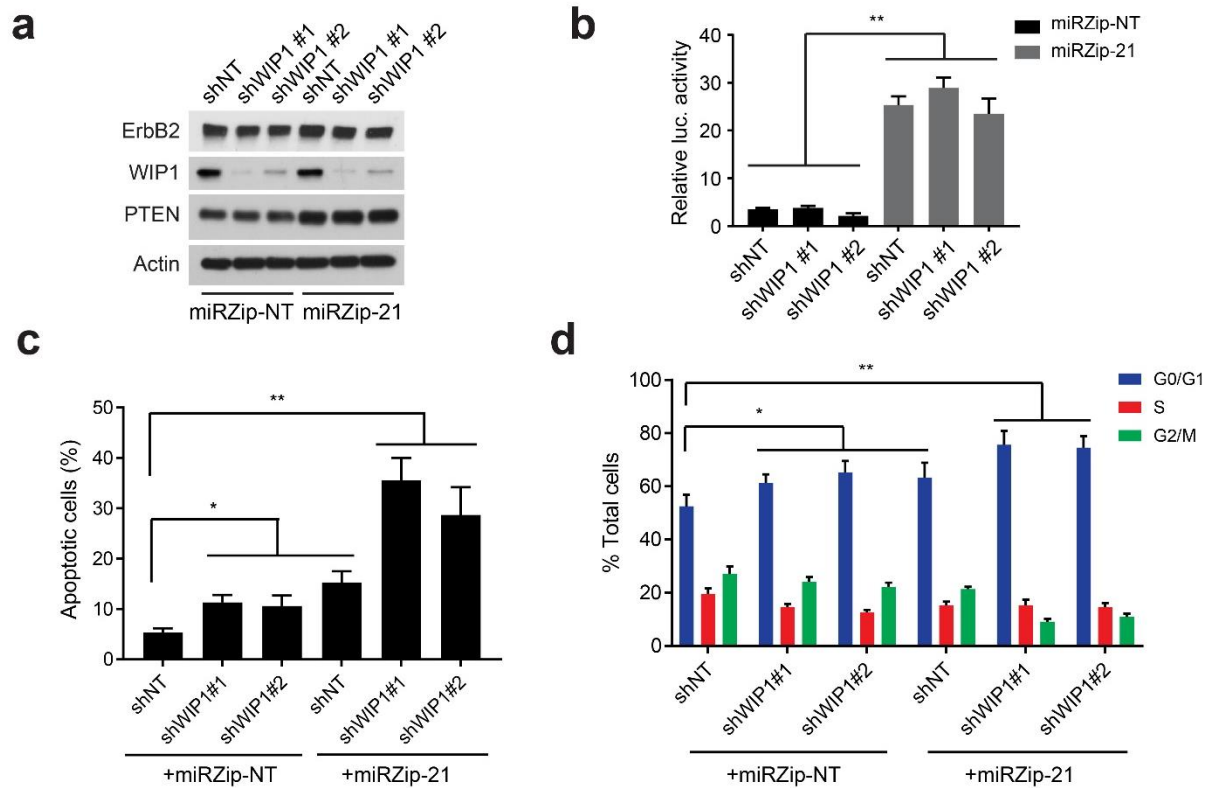 a
shNT
shWIP1 #1
shWIP1 #2
shNT
shWIP1 #1
shWIP1 #2
ErbB2
WIP1
PTEN
Actin
miRZip-NT miRZip-21
b
miRZip-NT
miRZip-21
**
Relative luc. activity
40
30
20
10
0
shNT
shWIP1 #1
shWIP1 #2
shNT
shWIP1 #1
shWIP1 #2
c
**
*
Apoptotic cells (%)
50
40
30
20
10
0
shNT
shWIP1#1
shWIP1#2
shNT
shWIP1#1
shWIP1#2
+miRZip-NT
+miRZip-21
d
**
*
G0/G1
S
G2/M
% Total cells
100
80
60
40
20
0
shNT
shWIP1#1
shWIP1#2
shNT
shWIP1#1
shWIP1#2
+miRZip-NT
+miRZip-21